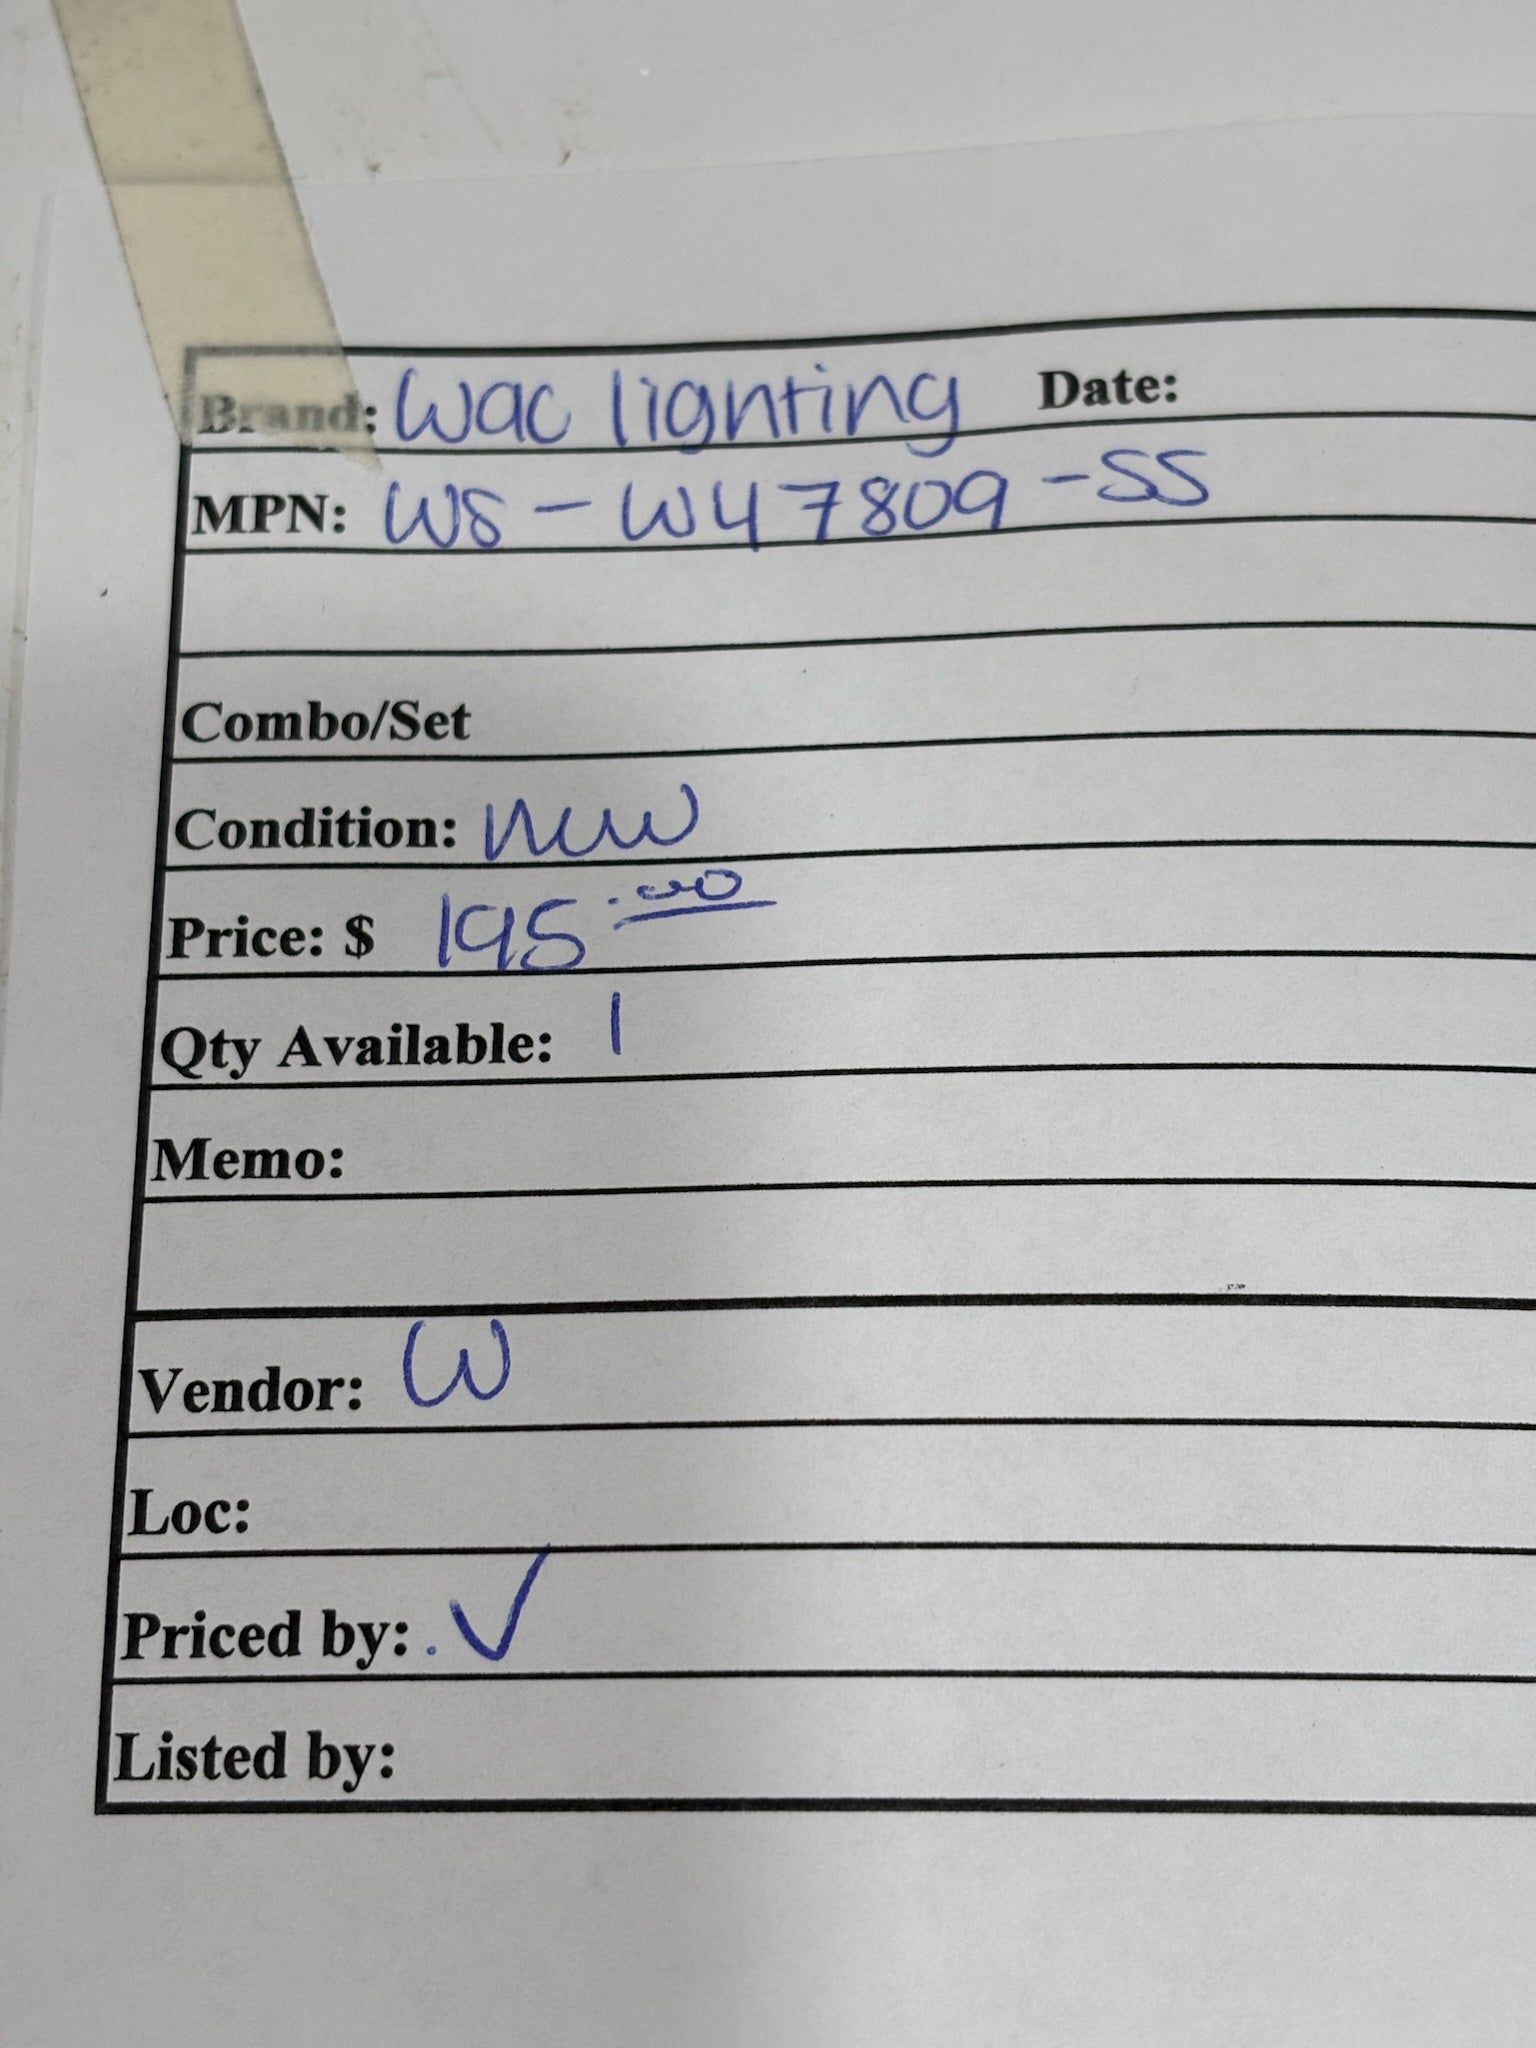 Brand: Wac lighting Date:
MPN: WS - W47809 - SS
Combo/Set
Condition: new
Price: $ 195.00
Qty Available: 1
Memo:
Vendor: W
Loc:
Priced by: . ✓
Listed by: